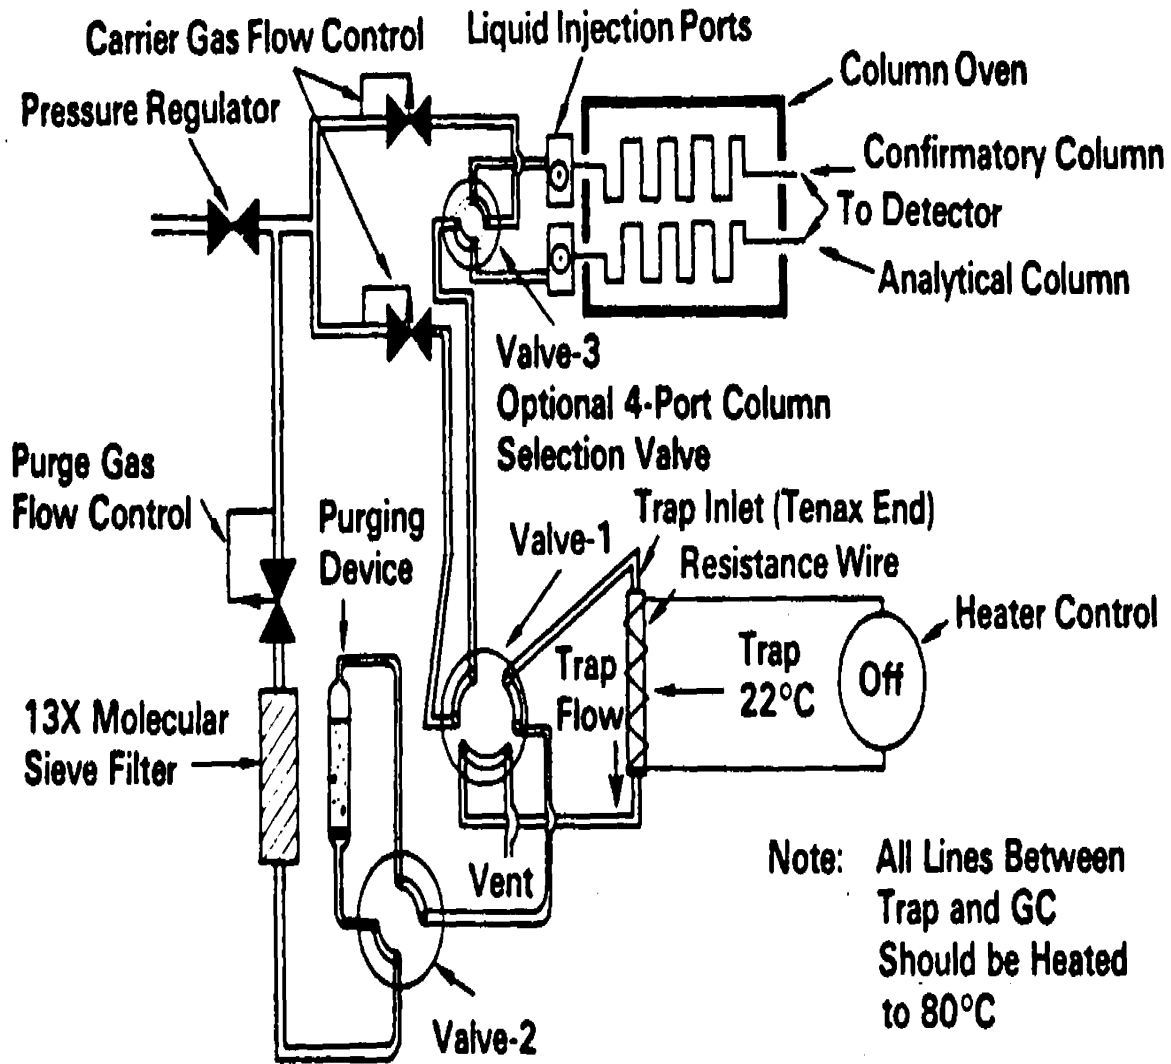 Carrier Gas Flow Control
Liquid Injection Ports
Pressure Regulator
Column Oven
Confirmatory Column
To Detector
Analytical Column
Valve-3
Optional 4-Port Column
Selection Valve
Purge Gas
Flow Control
Purging
Device
Valve-1
Trap Inlet (Tenax End)
Resistance Wire
Heater Control
Trap
Flow
Trap
22°C
Off
13X Molecular
Sieve Filter
Vent
Valve-2
Note: All Lines Between
Trap and GC
Should be Heated
to 80°C